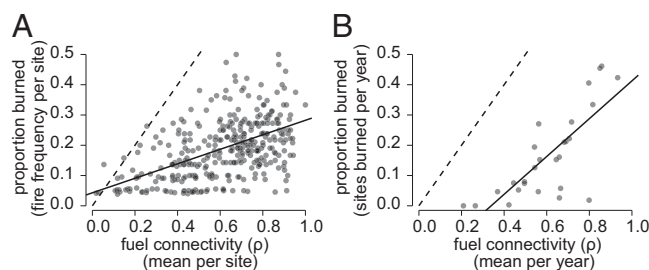 A
proportion burned
(fire frequency per site)
0.5
0.4
0.3
0.2
0.1
0.0
0.0 0.2 0.4 0.6 0.8 1.0
fuel connectivity (ρ)
(mean per site)
B
proportion burned
(sites burned per year)
0.5
0.4
0.3
0.2
0.1
0.0
0.0 0.2 0.4 0.6 0.8 1.0
fuel connectivity (ρ)
(mean per year)